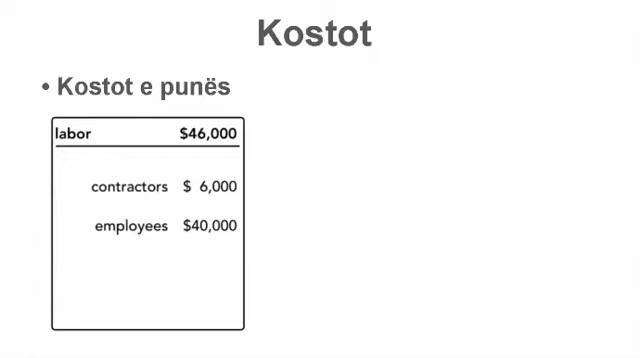 Kostot
• Kostot e punës
labor $46,000
contractors $ 6,000
employees $40,000